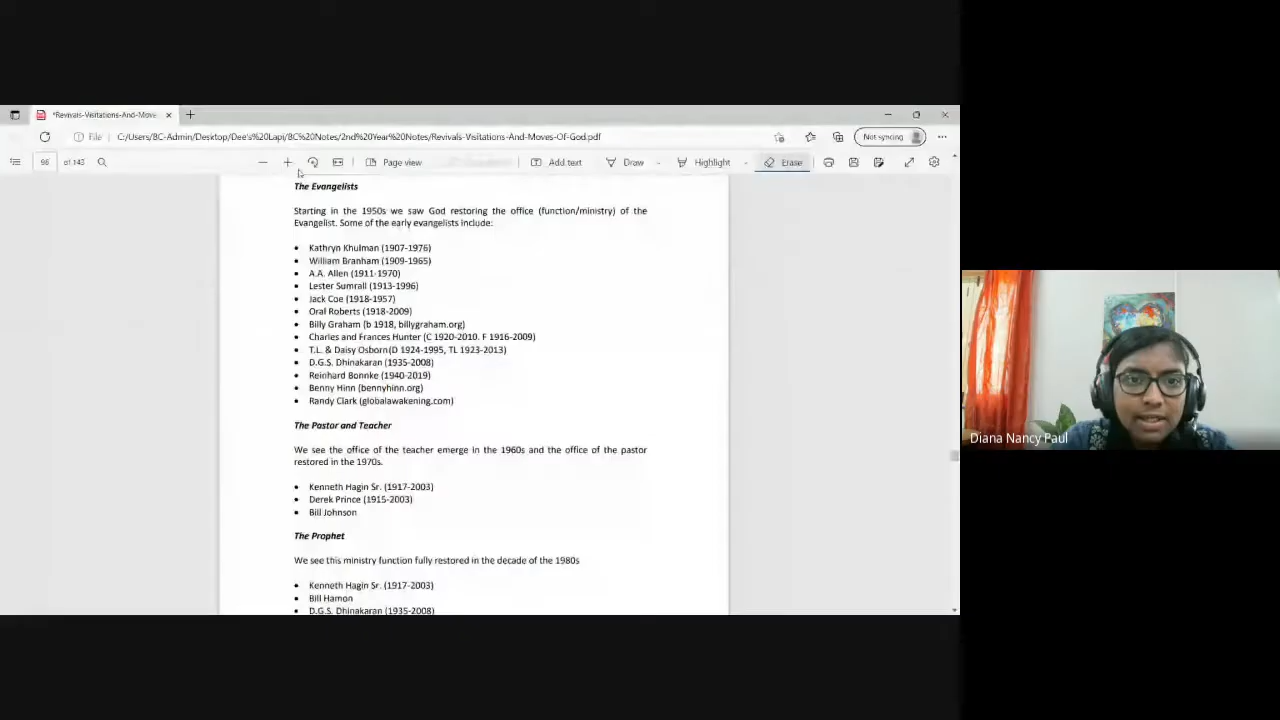 *Revivals-Visitations-And-Move
File
C:/Users/BC-Admin/Desktop/Dee's%20Lapi/BC%20Notes/2nd%20Year%20Notes/Revivals-Visitations-And-Moves-Of-God.pdf
Not syncing
98 of 143
Page view
Add text
Draw
Highlight
Erase
The Evangelists
Starting in the 1950s we saw God restoring the office (function/ministry) of the
Evangelist. Some of the early evangelists include:
• Kathryn Khulman (1907-1976)
• William Branham (1909-1965)
• A.A. Allen (1911-1970)
• Lester Sumrall (1913-1996)
• Jack Coe (1918-1957)
• Oral Roberts (1918-2009)
• Billy Graham (b 1918, billygraham.org)
• Charles and Frances Hunter (C 1920-2010. F 1916-2009)
• T.L. & Daisy Osborn(D 1924-1995, TL 1923-2013)
• D.G.S. Dhinakaran (1935-2008)
• Reinhard Bonnke (1940-2019)
• Benny Hinn (bennyhinn.org)
• Randy Clark (globalawakening.com)
The Pastor and Teacher
We see the office of the teacher emerge in the 1960s and the office of the pastor
restored in the 1970s.
• Kenneth Hagin Sr. (1917-2003)
• Derek Prince (1915-2003)
• Bill Johnson
The Prophet
We see this ministry function fully restored in the decade of the 1980s
• Kenneth Hagin Sr. (1917-2003)
• Bill Hamon
• D.G.S. Dhinakaran (1935-2008)
Diana Nancy Paul